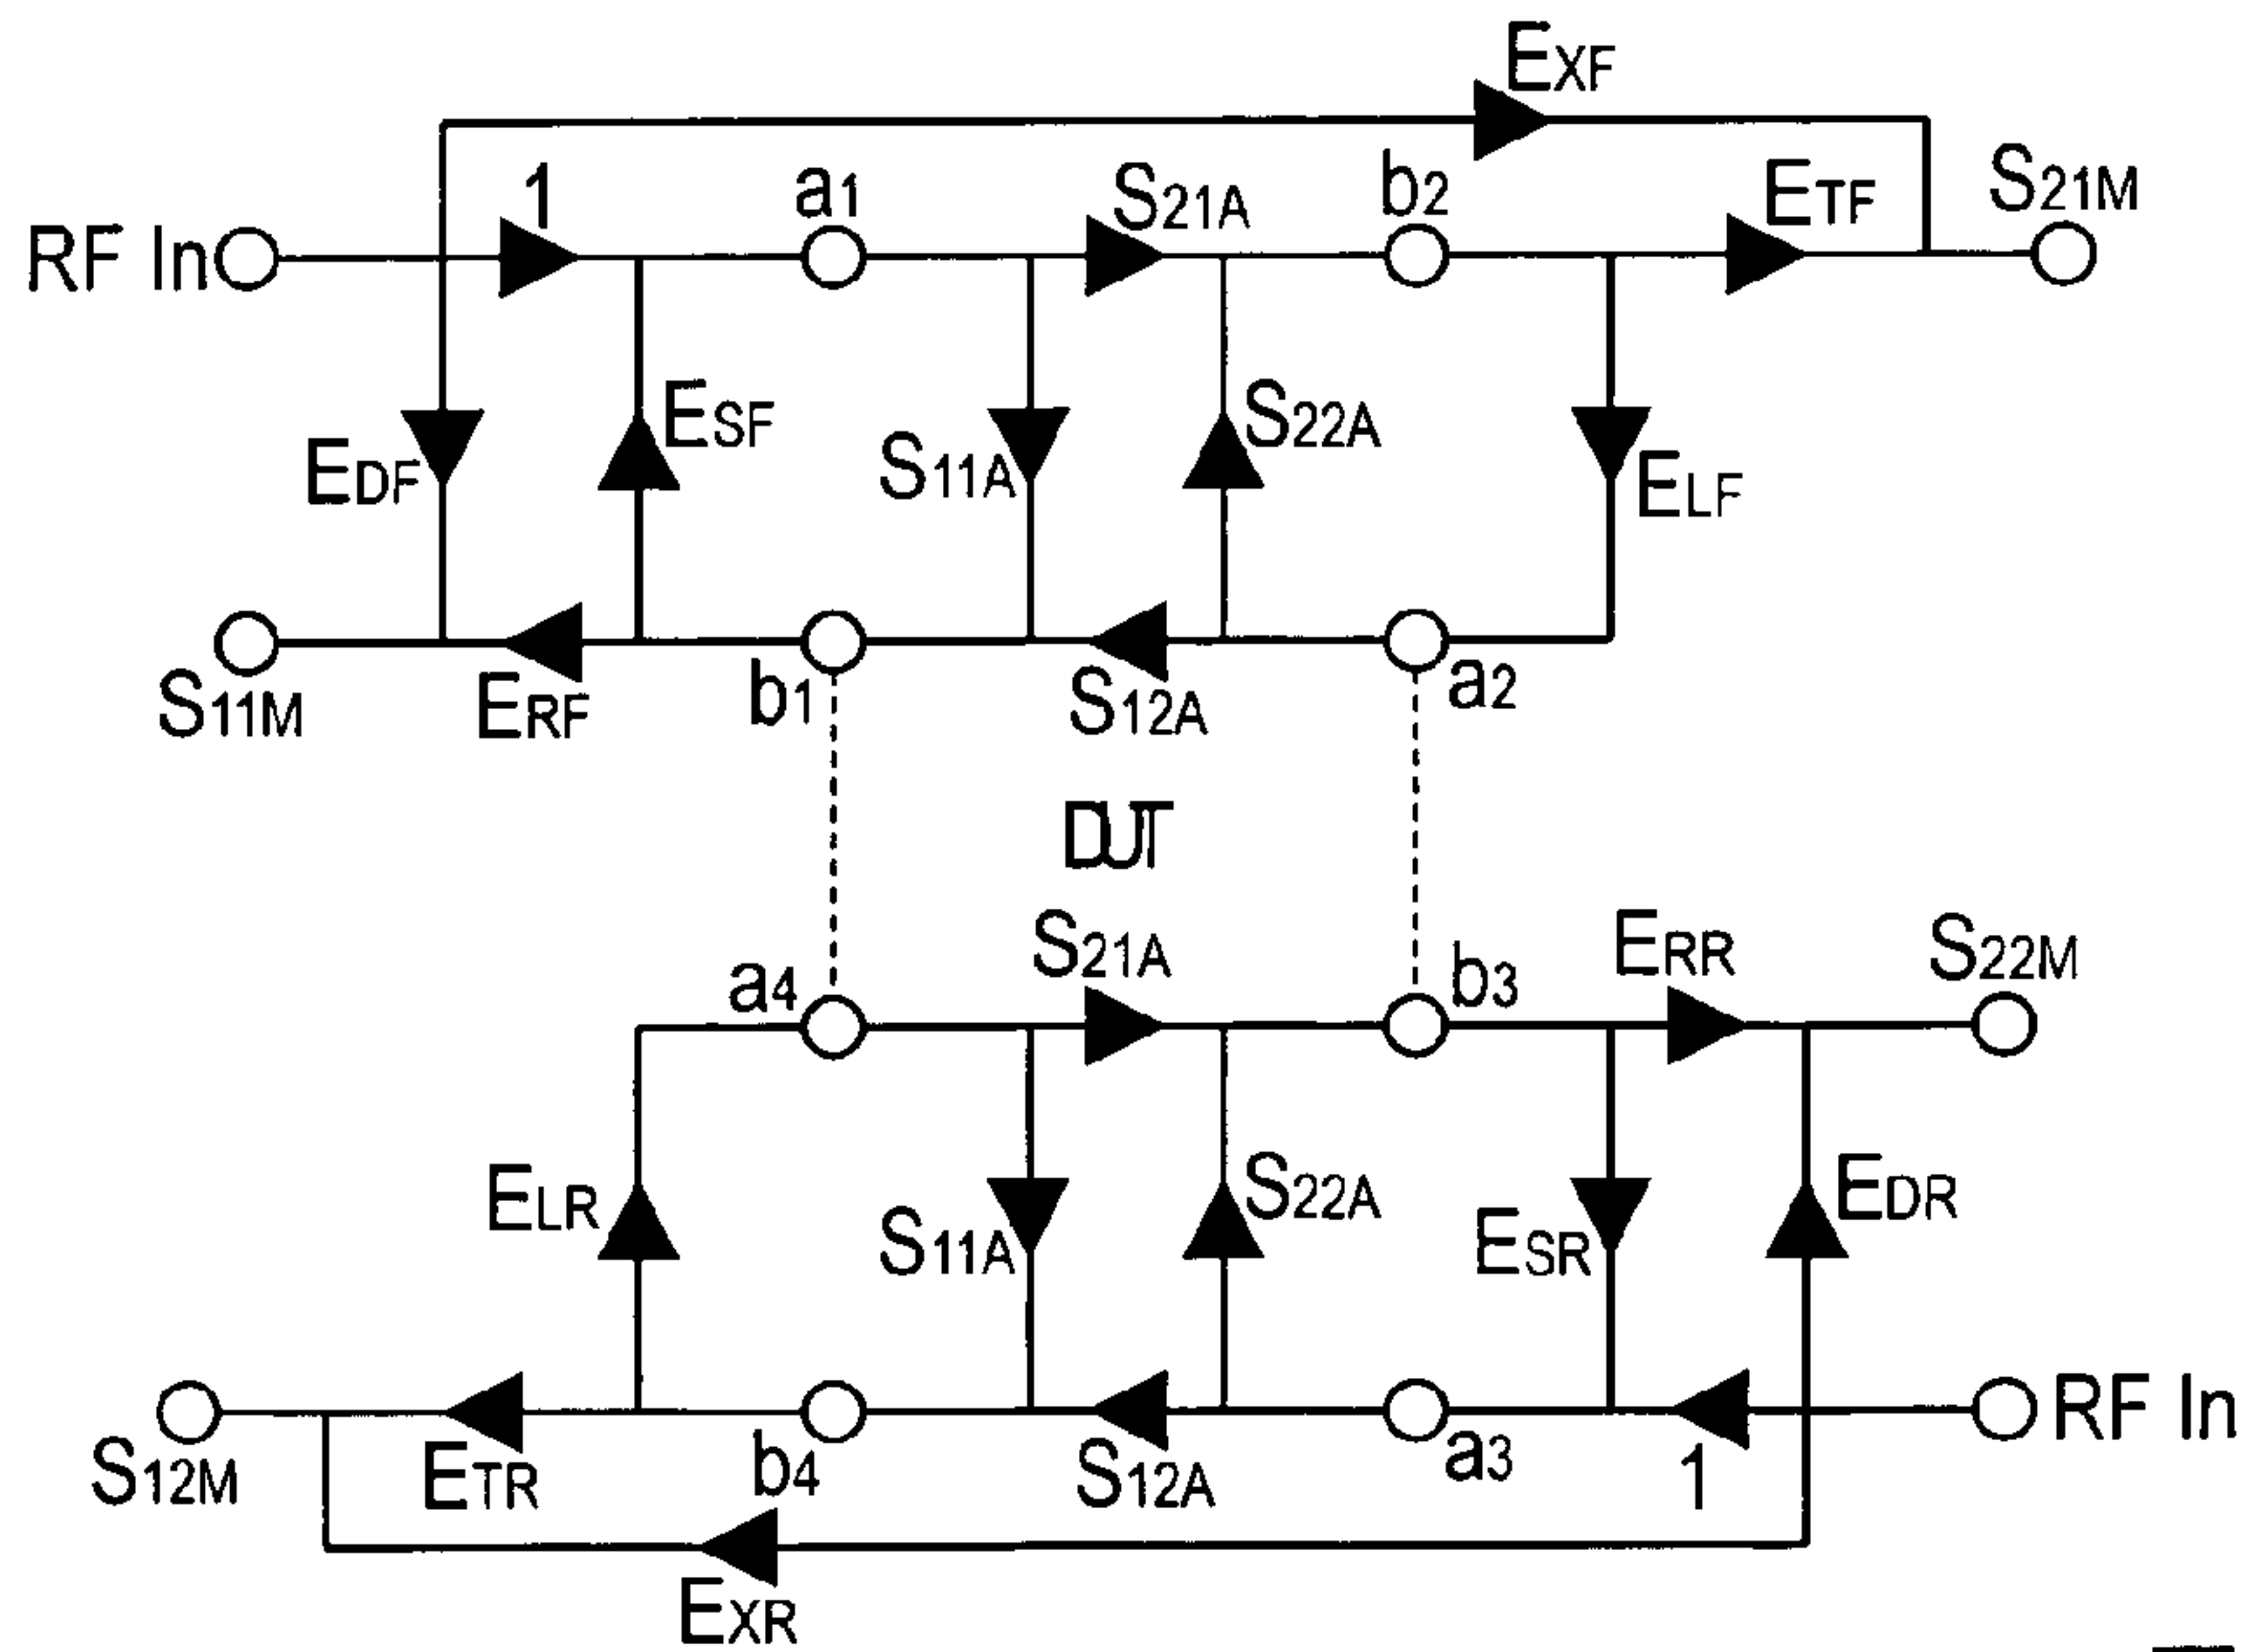 EXF
1
a1
S21A
b2
ETF
S21M
RF In
EDF
ESF
S11A
S22A
ELF
S11M
ERF
b1
S12A
a2
DUT
a4
S21A
b3
ERR
S22M
ELR
S11A
S22A
ESR
EDR
S12M
ETR
b4
S12A
a3
1
RF In
EXR